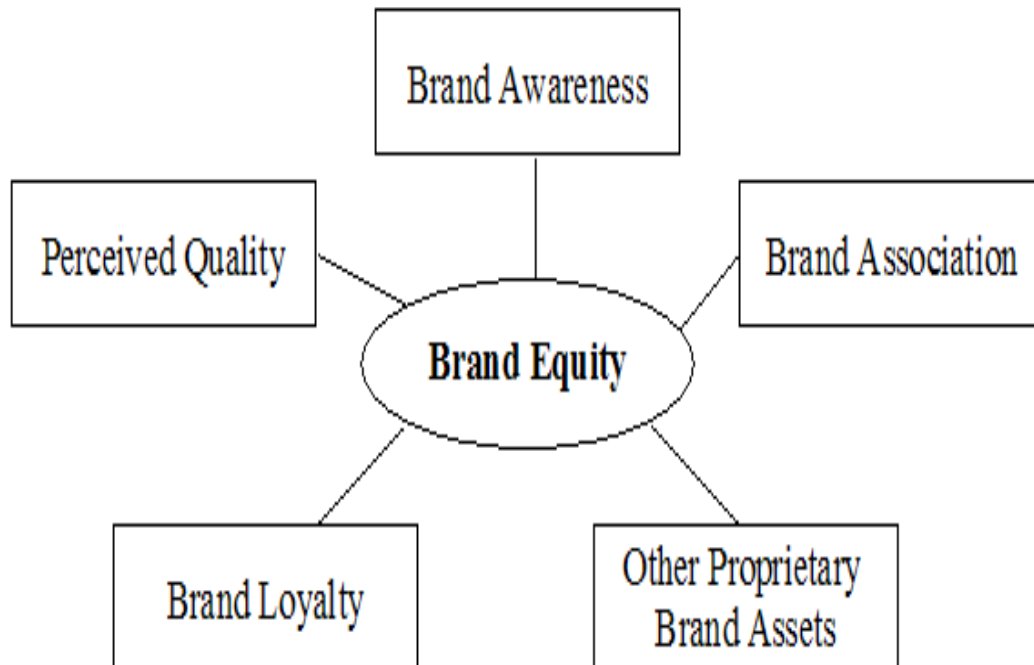 Brand Awareness
Perceived Quality
Brand Association
Brand Equity
Brand Loyalty
Other Proprietary
Brand Assets